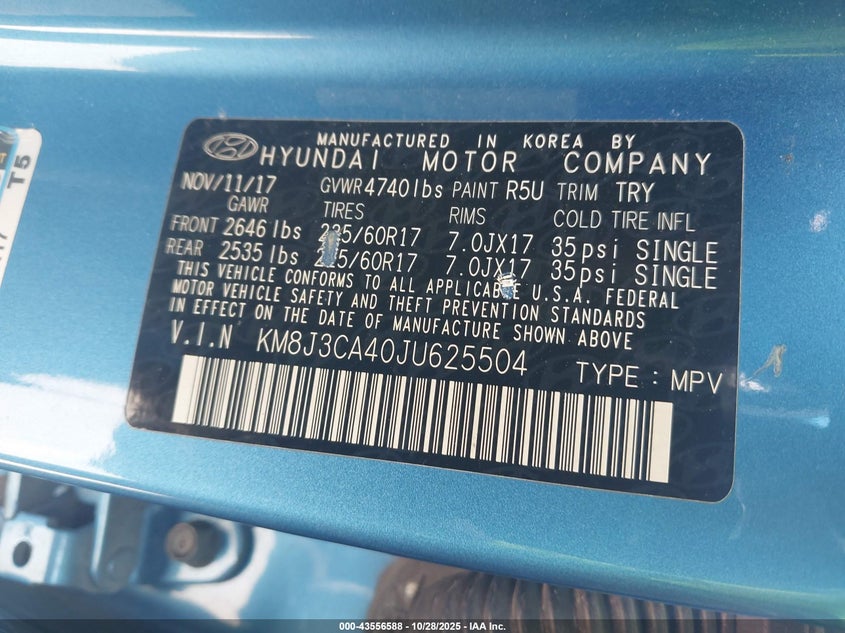 MANUFACTURED IN KOREA BY
HYUNDAI MOTOR COMPANY
NOV/11/17 GVWR 4740lbs PAINT R5U TRIM TRY
GAWR TIRES RIMS COLD TIRE INFL
FRONT 2646 lbs 7.0JX17 35psi SINGLE
REAR 2535 lbs 7.0JX17 35psi SINGLE
THIS VEHICLE CONFORMS TO ALL APPLICABLE U.S.A. FEDERAL
MOTOR VEHICLE SAFETY AND THEFT PREVENTION STANDARDS
IN EFFECT ON THE DATE OF MANUFACTURE SHOWN ABOVE
V.I.N KM8J3CA40JU625504
TYPE : MPV
T5
000-43556588 - 10/28/2025 - IAA Inc.